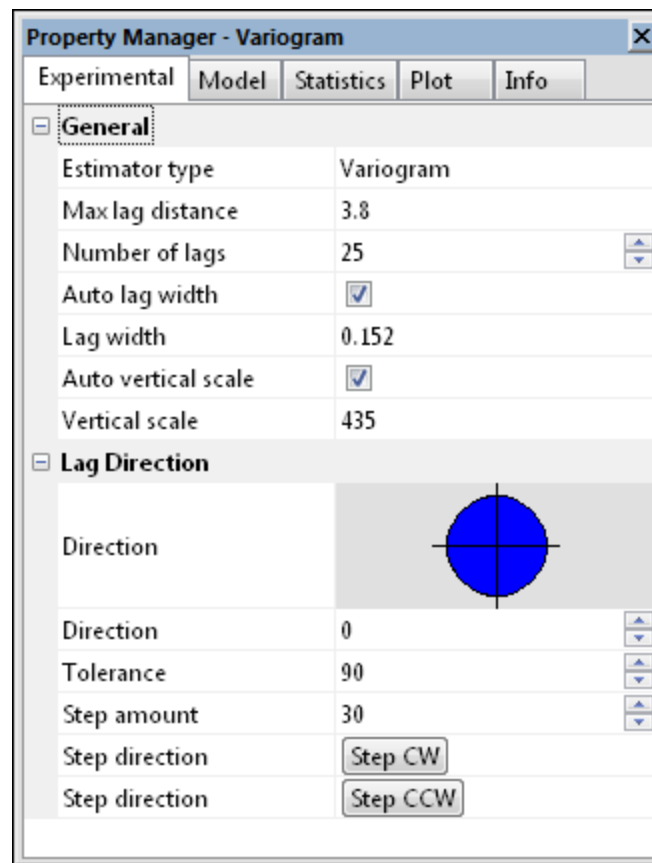 Property Manager - Variogram
Experimental Model Statistics Plot Info
General
Estimator type Variogram
Max lag distance 3.8
Number of lags 25
Auto lag width
Lag width 0.152
Auto vertical scale
Vertical scale 435
Lag Direction
Direction
Direction 0
Tolerance 90
Step amount 30
Step direction Step CW
Step direction Step CCW